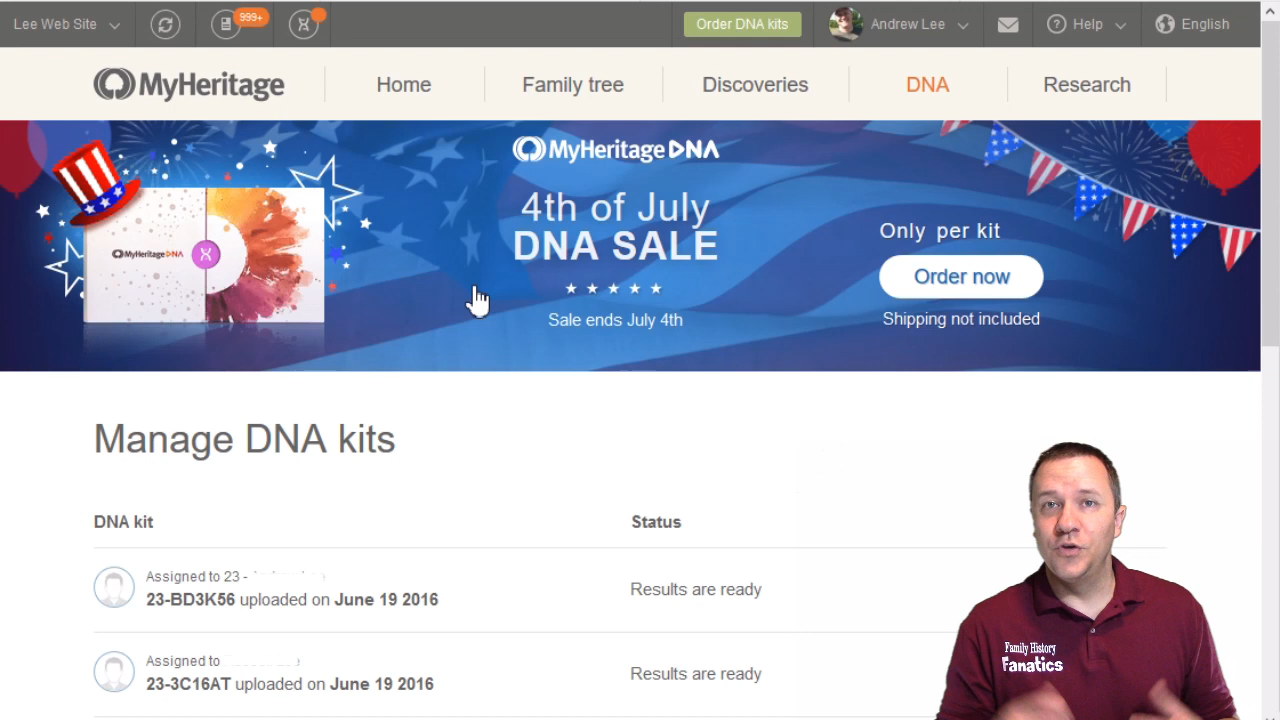 Lee Web Site
999+
Order DNA kits
Andrew Lee
Help
English
MyHeritage
Home
Family tree
Discoveries
DNA
Research
MyHeritage DNA
4th of July
DNA SALE
Sale ends July 4th
MyHeritage DNA
Only per kit
Order now
Shipping not included
Manage DNA kits
DNA kit
Status
Assigned to 23 -
23-BD3K56 uploaded on June 19 2016
Results are ready
Assigned to
23-3C16AT uploaded on June 19 2016
Results are ready
Family History
Fanatics